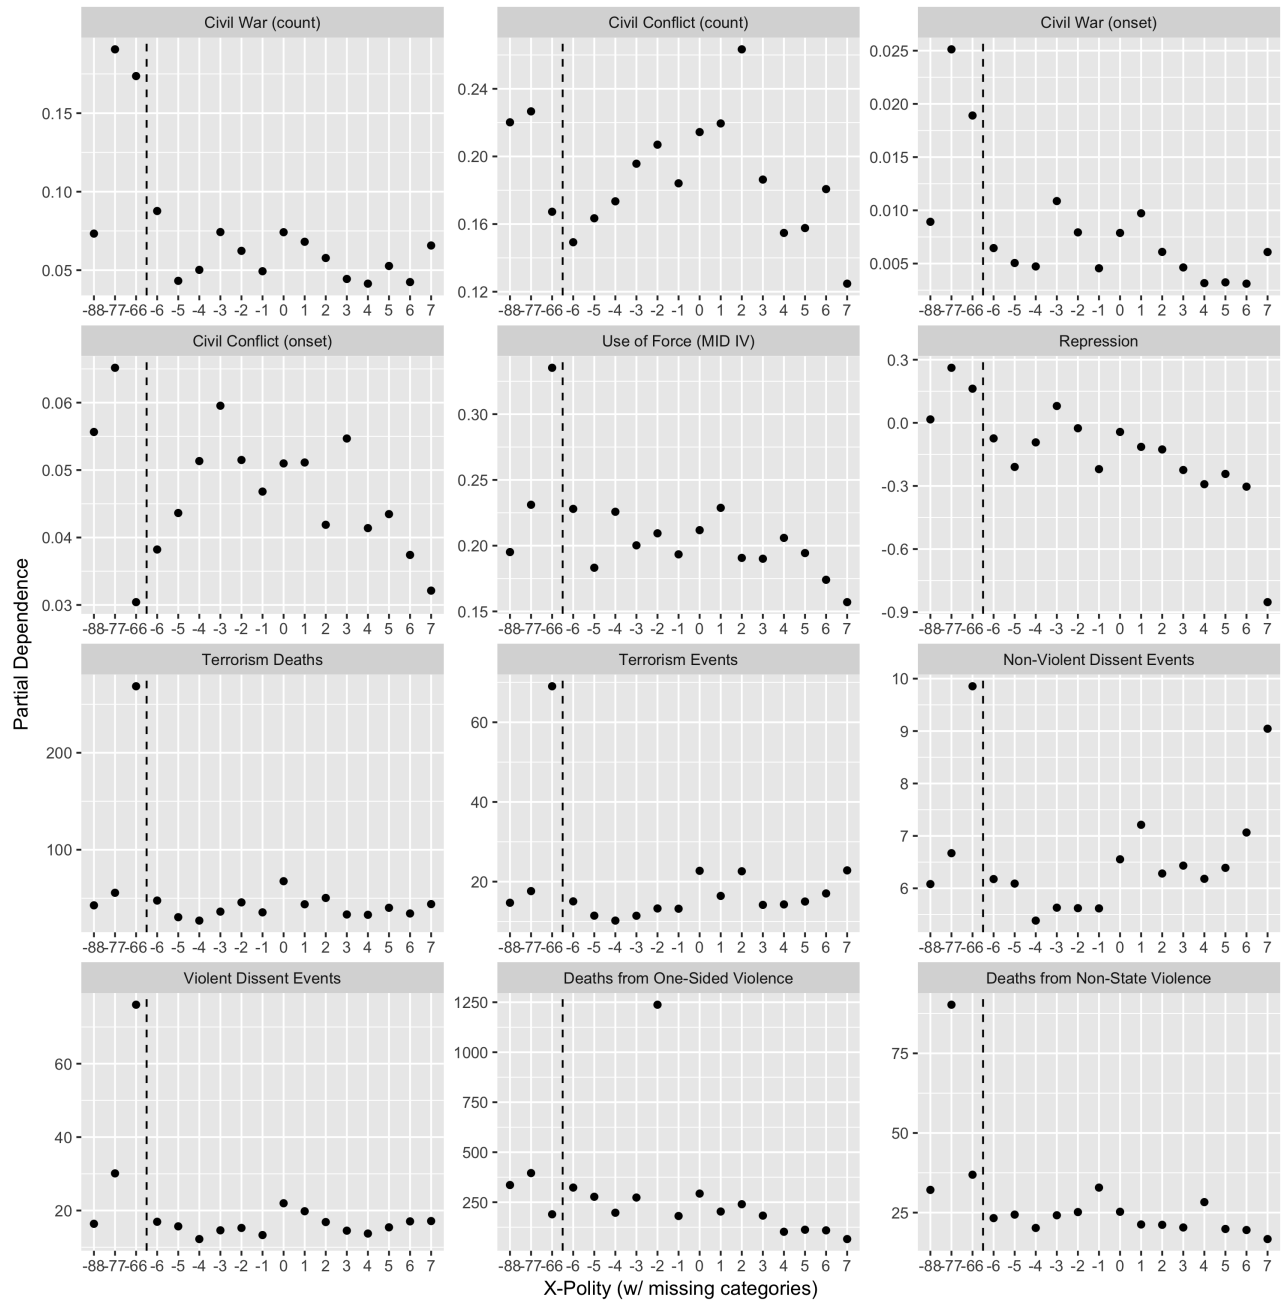 Civil War (count)
Civil Conflict (count)
Civil War (onset)
0.15
0.10
0.05
0.24
0.20
0.16
0.12
0.025
0.020
0.015
0.010
0.005
-88 -77 -66 -6 -5 -4 -3 -2 -1 0 1 2 3 4 5 6 7
-88 -77 -66 -6 -5 -4 -3 -2 -1 0 1 2 3 4 5 6 7
-88 -77 -66 -6 -5 -4 -3 -2 -1 0 1 2 3 4 5 6 7
Civil Conflict (onset)
Use of Force (MID IV)
Repression
0.06
0.05
0.04
0.03
0.30
0.25
0.20
0.15
0.3
0.0
-0.3
-0.6
-0.9
-88 -77 -66 -6 -5 -4 -3 -2 -1 0 1 2 3 4 5 6 7
-88 -77 -66 -6 -5 -4 -3 -2 -1 0 1 2 3 4 5 6 7
-88 -77 -66 -6 -5 -4 -3 -2 -1 0 1 2 3 4 5 6 7
Partial Dependence
Terrorism Deaths
Terrorism Events
Non-Violent Dissent Events
200
100
60
40
20
10
9
8
7
6
-88 -77 -66 -6 -5 -4 -3 -2 -1 0 1 2 3 4 5 6 7
-88 -77 -66 -6 -5 -4 -3 -2 -1 0 1 2 3 4 5 6 7
-88 -77 -66 -6 -5 -4 -3 -2 -1 0 1 2 3 4 5 6 7
Violent Dissent Events
Deaths from One-Sided Violence
Deaths from Non-State Violence
60
40
20
1250
1000
750
500
250
75
50
25
-88 -77 -66 -6 -5 -4 -3 -2 -1 0 1 2 3 4 5 6 7
-88 -77 -66 -6 -5 -4 -3 -2 -1 0 1 2 3 4 5 6 7
-88 -77 -66 -6 -5 -4 -3 -2 -1 0 1 2 3 4 5 6 7
X-Polity (w/ missing categories)